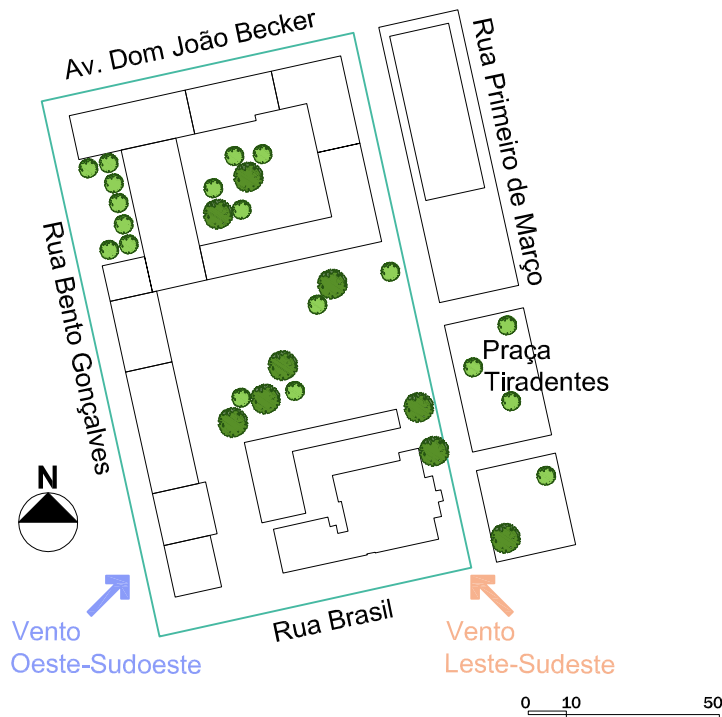 Av. Dom João Becker
Rua Primeiro de Março
Rua Bento Gonçalves
Praça
Tiradentes
N
Vento
Oeste-Sudoeste
Rua Brasil
Vento
Leste-Sudeste
0 10 50